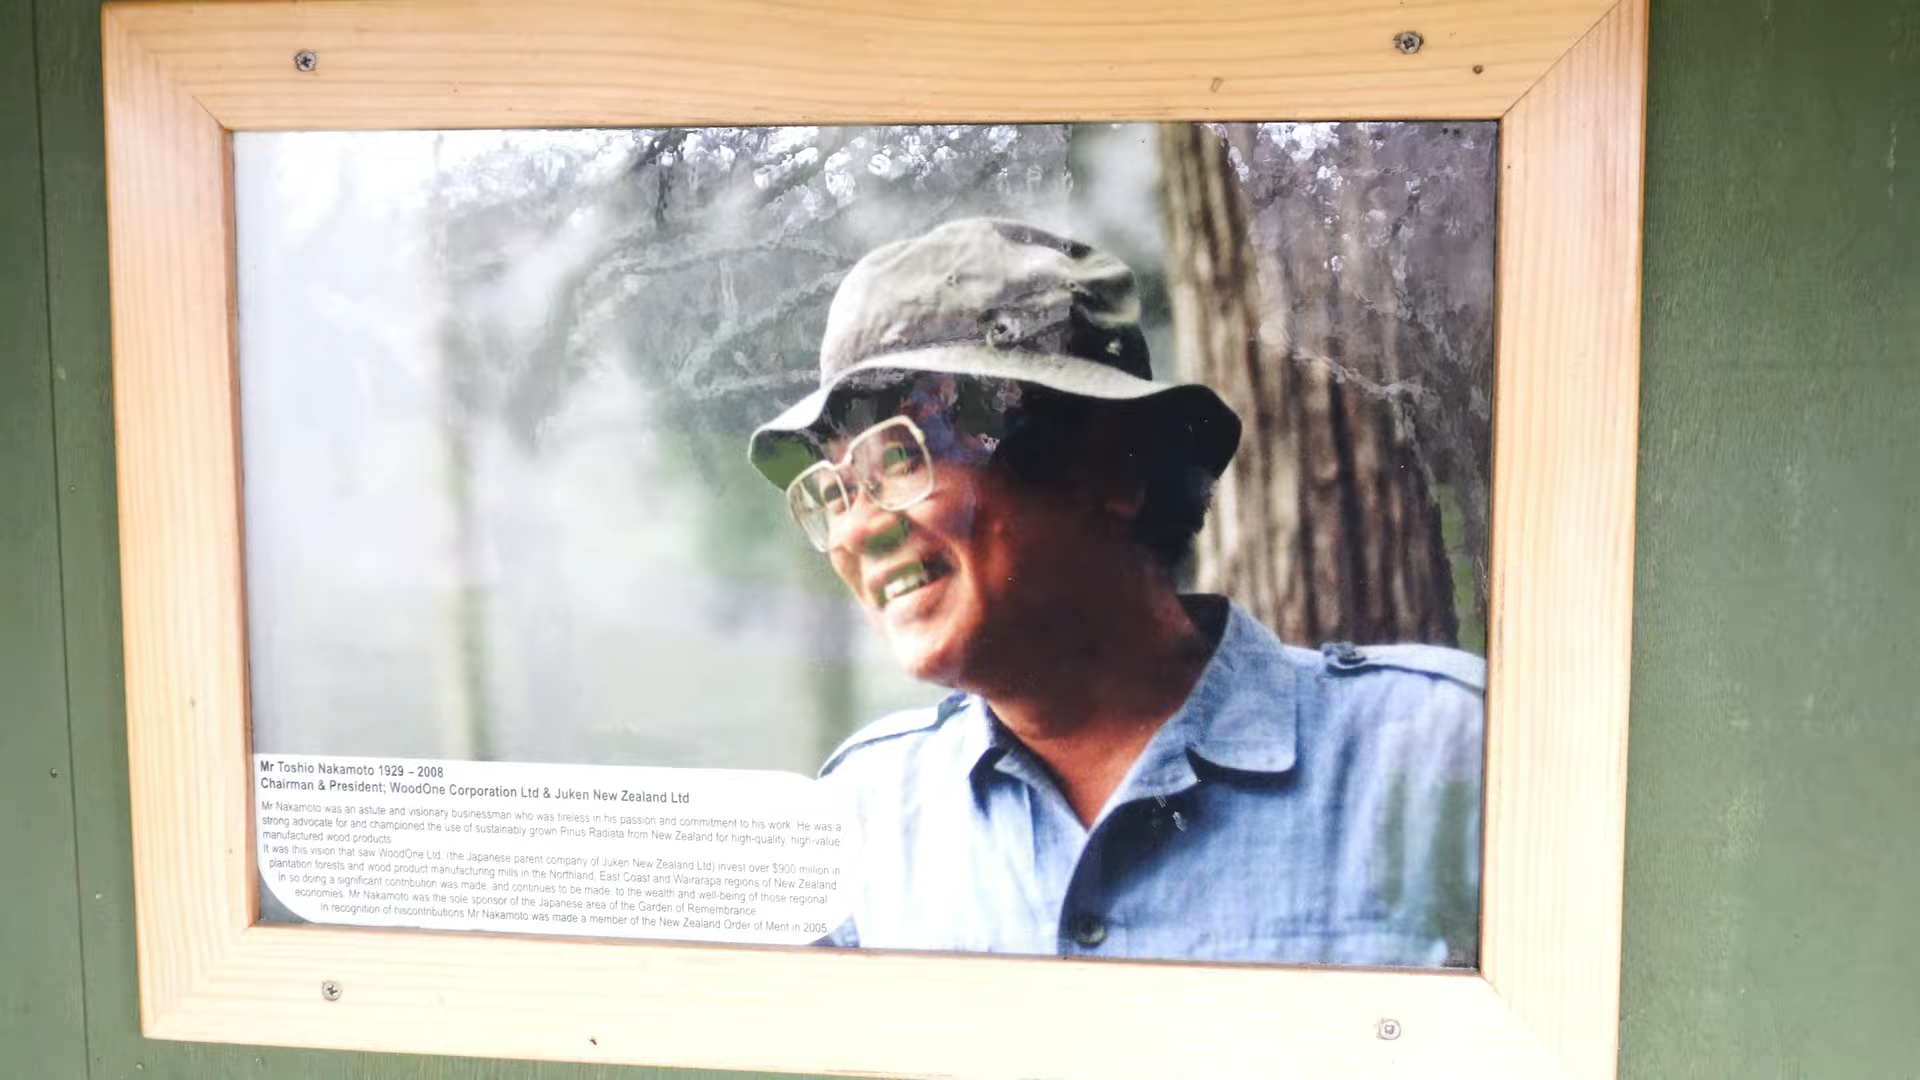 Mr Toshio Nakamoto 1929 – 2008
Chairman & President; WoodOne Corporation Ltd & Juken New Zealand Ltd
Mr Nakamoto was an astute and visionary businessman who was tireless in his passion and commitment to his work. He was a
strong advocate for and championed the use of sustainably grown Pinus Radiata from New Zealand for high-quality, high-value
manufactured wood products.
It was this vision that saw WoodOne Ltd, (the Japanese parent company of Juken New Zealand Ltd) invest over $900 million in
plantation forests and wood product manufacturing mills in the Northland, East Coast and Wairarapa regions of New Zealand
In so doing a significant contribution was made, and continues to be made, to the wealth and well-being of those regional
economies. Mr Nakamoto was the sole sponsor of the Japanese area of the Garden of Remembrance
In recognition of hiscontributions Mr Nakamoto was made a member of the New Zealand Order of Merit in 2005.